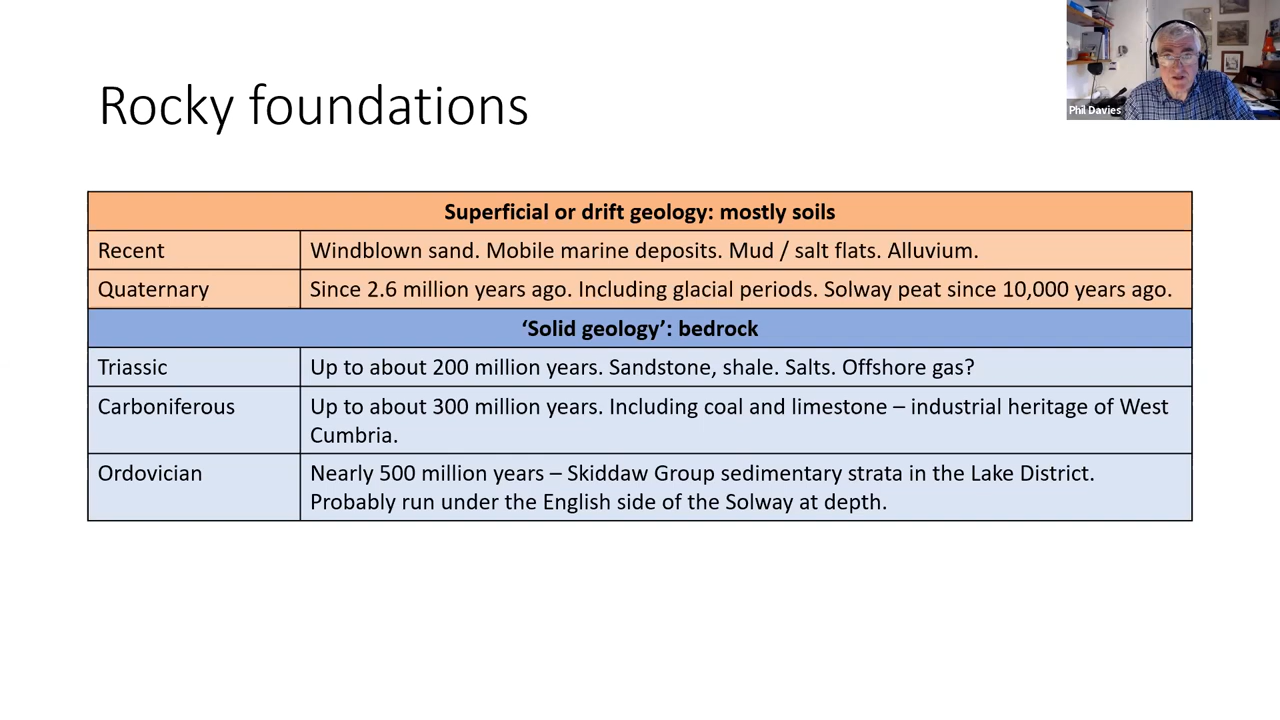 Phil Davies
Rocky foundations
Superficial or drift geology: mostly soils
Recent
Windblown sand. Mobile marine deposits. Mud / salt flats. Alluvium.
Quaternary
Since 2.6 million years ago. Including glacial periods. Solway peat since 10,000 years ago.
‘Solid geology’: bedrock
Triassic
Up to about 200 million years. Sandstone, shale. Salts. Offshore gas?
Carboniferous
Up to about 300 million years. Including coal and limestone – industrial heritage of West
Cumbria.
Ordovician
Nearly 500 million years – Skiddaw Group sedimentary strata in the Lake District.
Probably run under the English side of the Solway at depth.